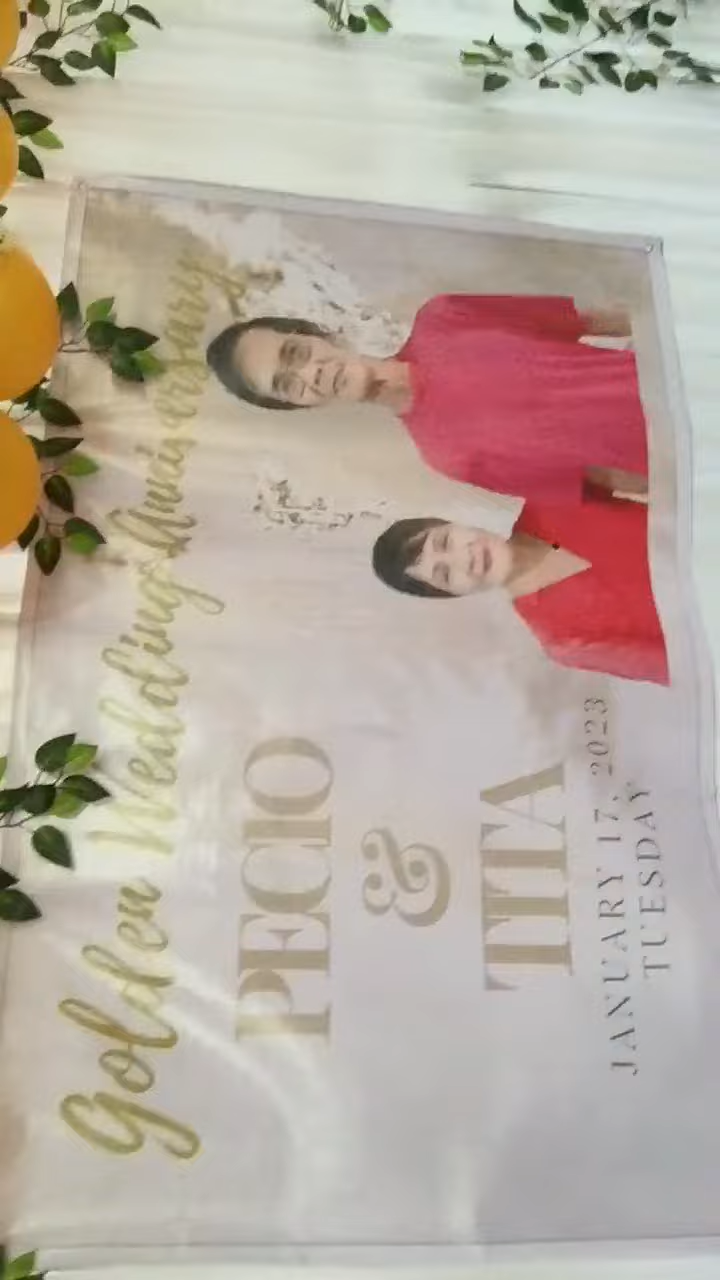 Golden Wedding Anniversary
PECIO
&
TITA
JANUARY 17, 2023
TUESDAY